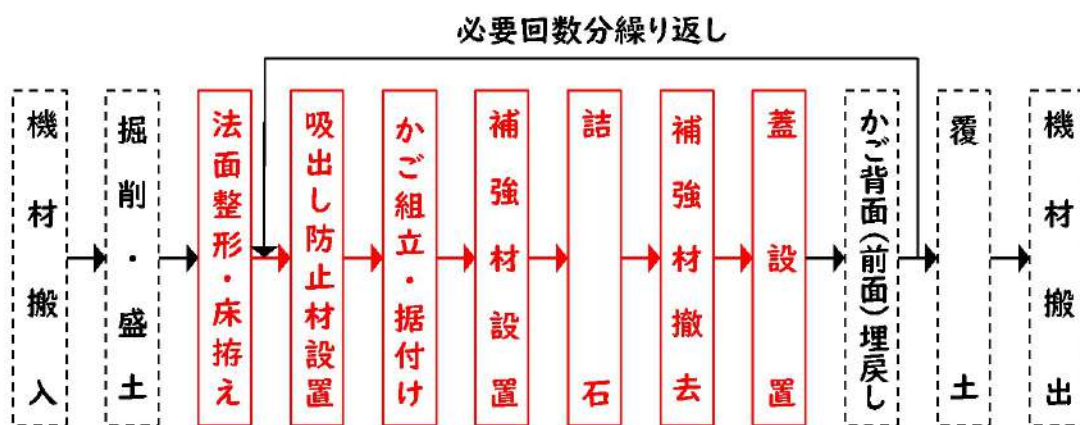 必要回数分繰り返し
機材搬入
掘削・盛土
法面整形・床拵え
吸出し防止材設置
かご組立・据付け
補強材設置
詰石
補強材撤去
蓋設置
かご背面(前面)埋戻し
覆土
機材搬出